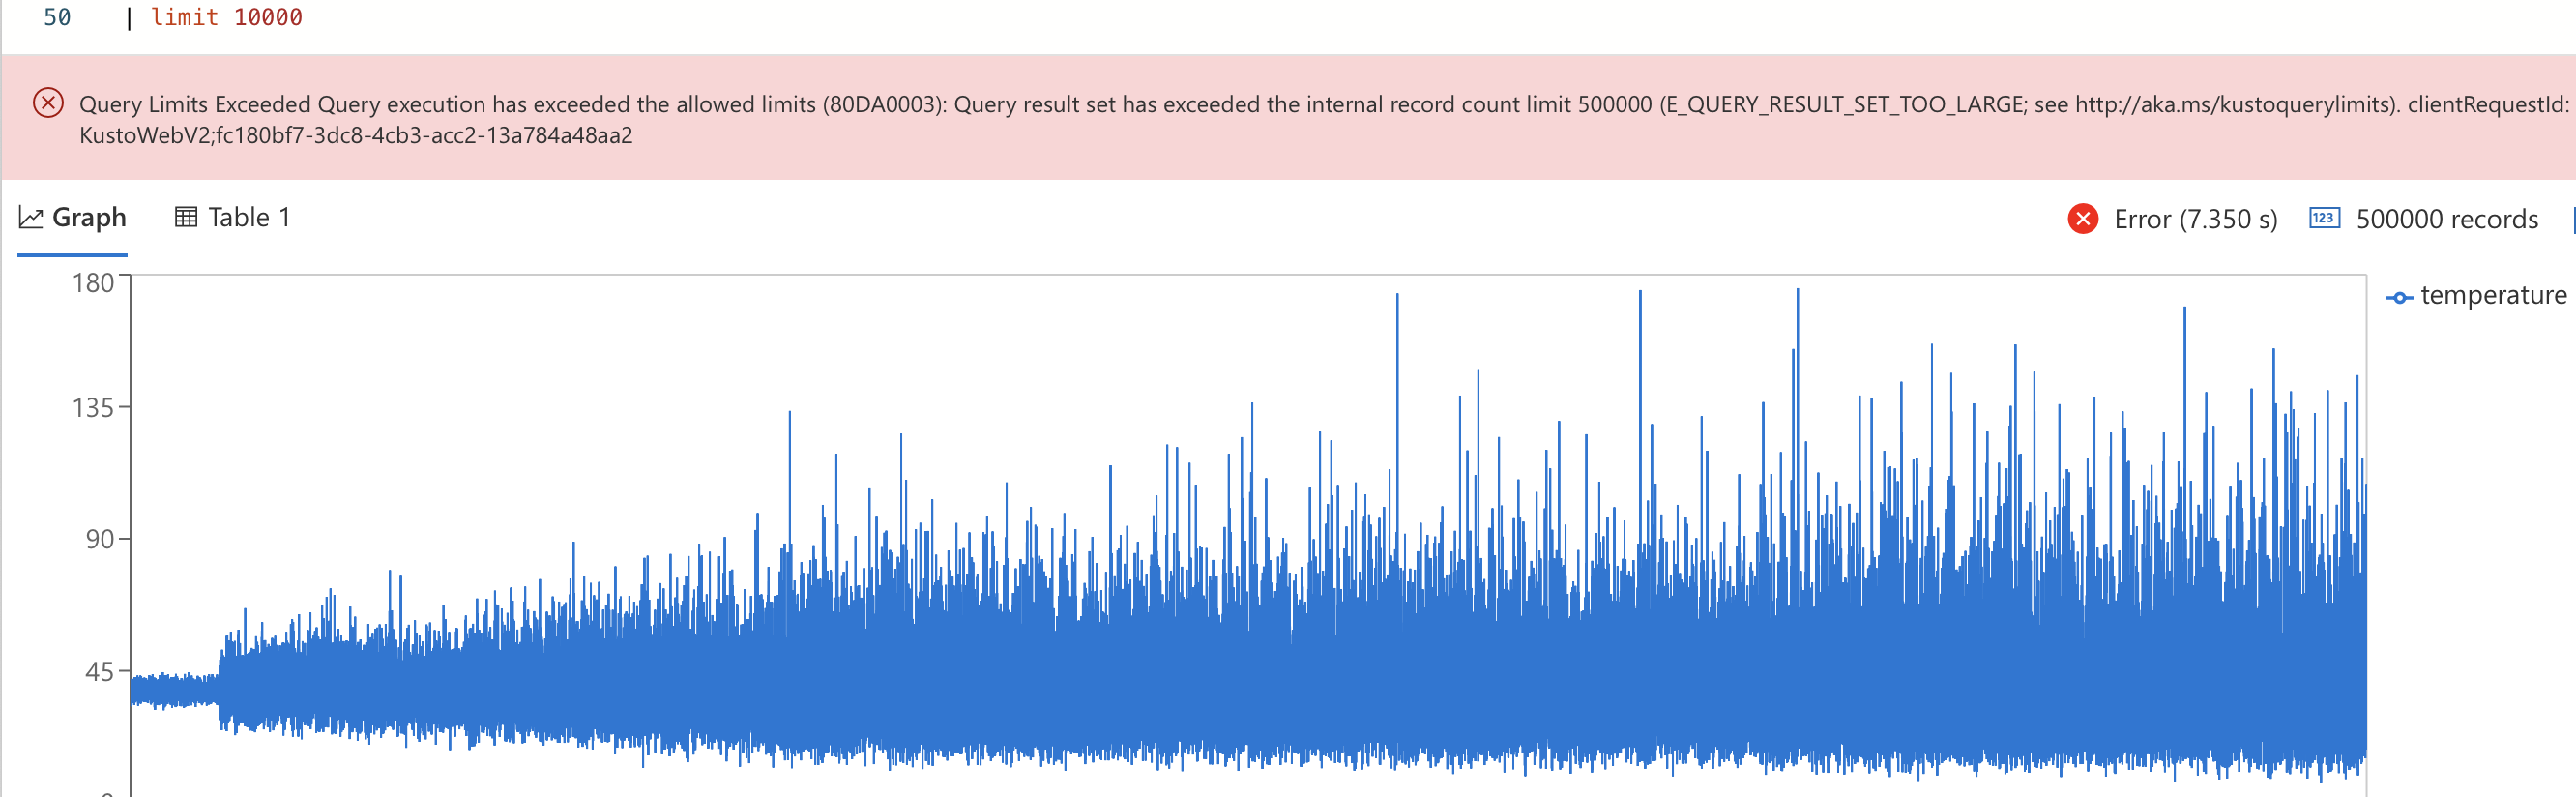 50 | limit 10000
Query Limits Exceeded Query execution has exceeded the allowed limits (80DA0003): Query result set has exceeded the internal record count limit 500000 (E_QUERY_RESULT_SET_TOO_LARGE; see http://aka.ms/kustoquerylimits). clientRequestId:
KustoWebV2;fc180bf7-3dc8-4cb3-acc2-13a784a48aa2
Graph Table 1 Error (7.350 s) 123 500000 records
180
temperature
135
90
45